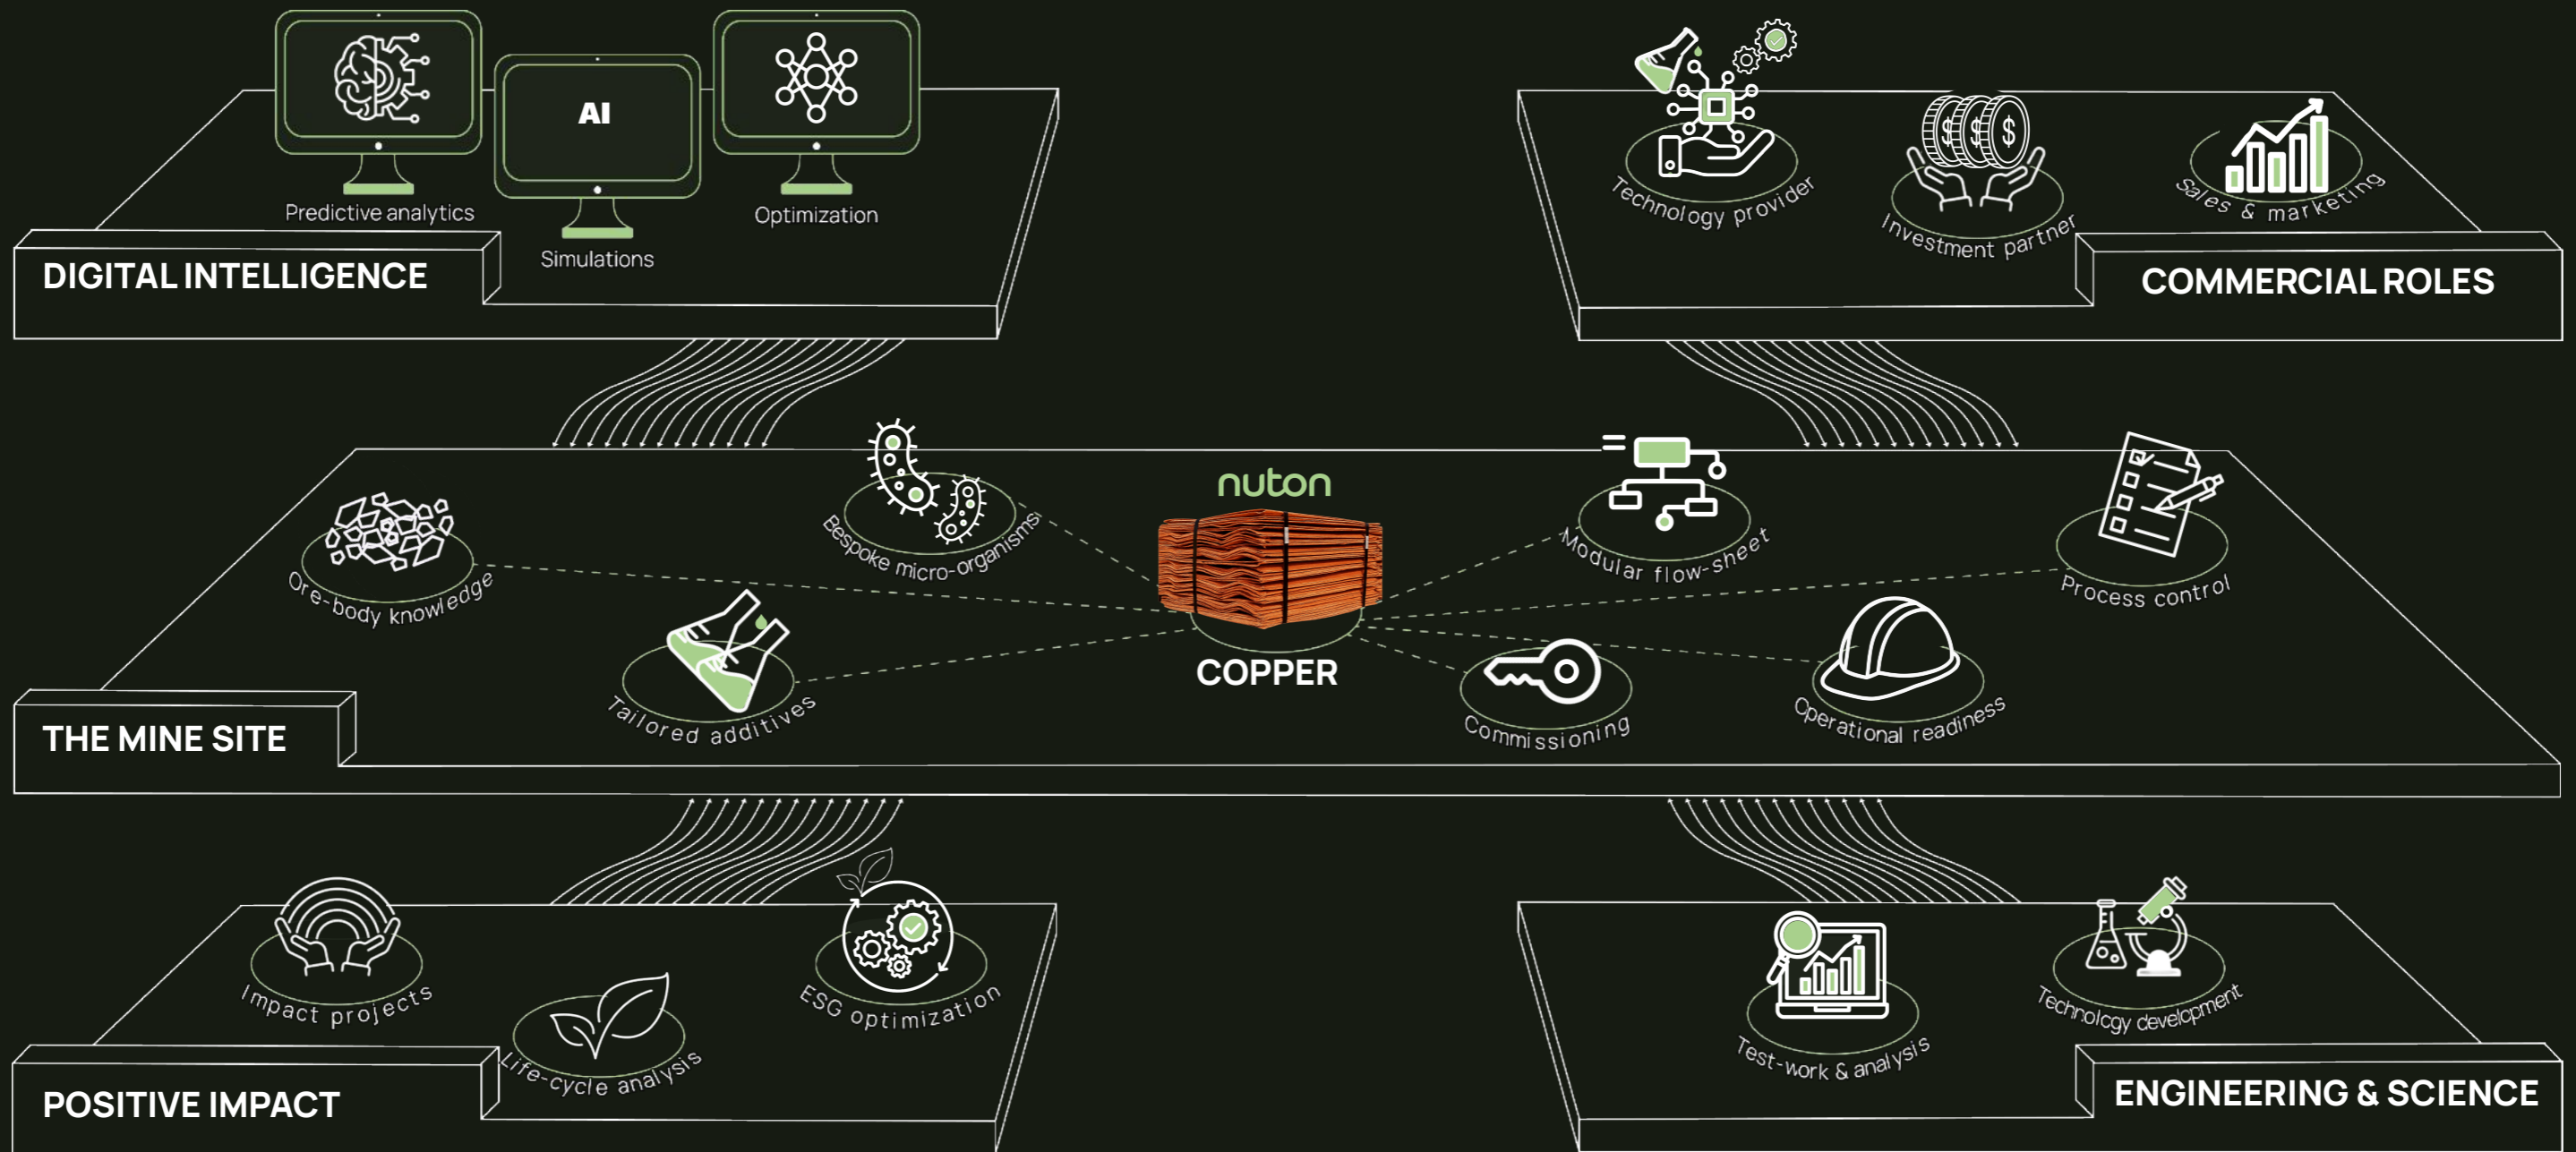 AI
Predictive analytics
Simulations
Optimization
DIGITAL INTELLIGENCE
Technology provider
Investment partner
Sales & marketing
COMMERCIAL ROLES
Ore-body knowledge
Bespoke micro-organisms
Tailored additives
nuton
COPPER
Modular flow-sheet
Process control
Commissioning
Operational readiness
THE MINE SITE
Impact projects
Life-cycle analysis
ESG optimization
POSITIVE IMPACT
Test-work & analysis
Technology development
ENGINEERING & SCIENCE